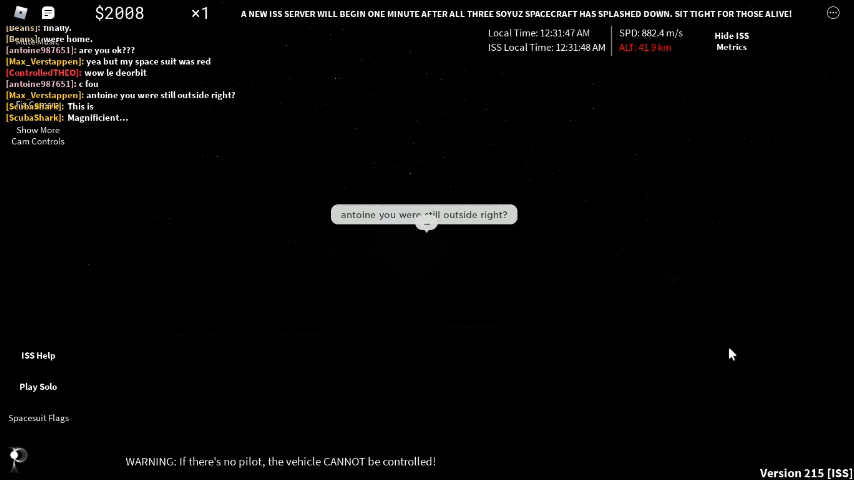 $2008
×1
A NEW ISS SERVER WILL BEGIN ONE MINUTE AFTER ALL THREE SOYUZ SPACECRAFT HAS SPLASHED DOWN. SIT TIGHT FOR THOSE ALIVE!
[Beans]: finally.
[Beans]: were home.
Mute Music
[antoine987651]: are you ok???
[Max_Verstappen]: yea but my space suit was red
[ControlledTHEO]: wow le deorbit
[antoine987651]: c fou
[Max_Verstappen]: antoine you were still outside right?
[ScubaShark]: This is
[ScubaShark]: Magnificient...
Show More
Cam Controls
Local Time: 12:31:47 AM
ISS Local Time: 12:31:48 AM
SPD: 882.4 m/s
ALT: 41.9 km
Hide ISS
Metrics
antoine you were still outside right?
ISS Help
Play Solo
Spacesuit Flags
WARNING: If there's no pilot, the vehicle CANNOT be controlled!
Version 215 [ISS]